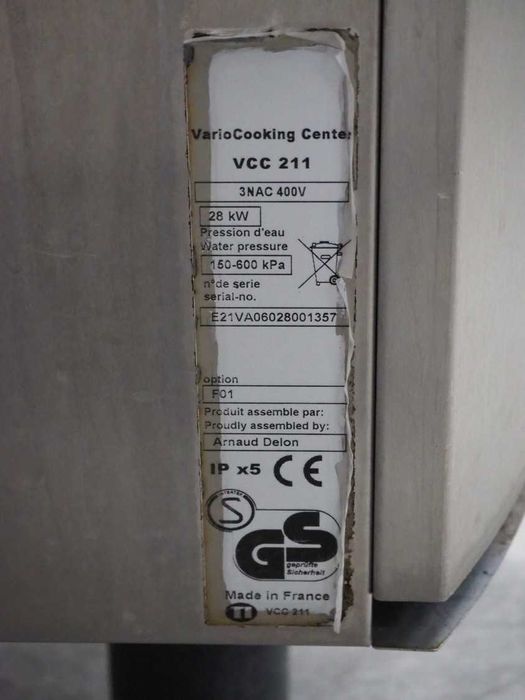 VarioCooking Center
VCC 211
3NAC 400V
28 kW
Pression d'eau
Water pressure
150-600 kPa
n°de serie
serial-no.
E21VA06028001357
option
F01
Produit assemble par:
Proudly assembled by:
Arnaud Delon
IP x5 CE
INTERTEK
S
GS
geprüfte
Sicherheit
Made in France
VCC 211